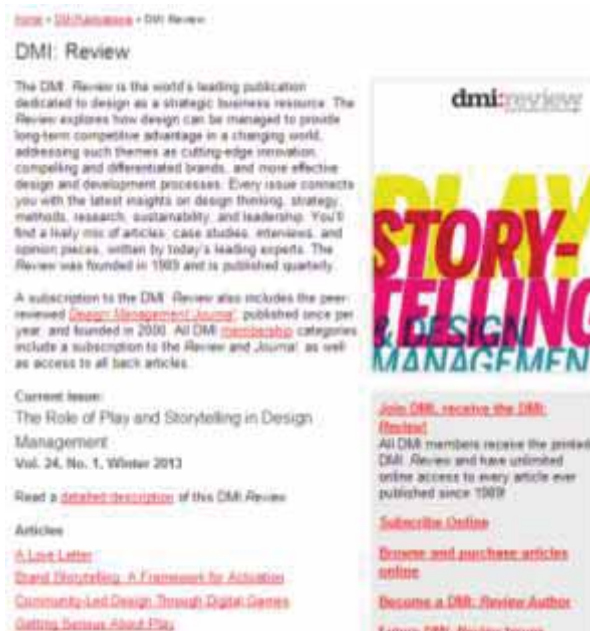 home » DMI Publications » DMI Review
DMI: Review
The DMI: Review is the world's leading publication
dedicated to design as a strategic business resource. The
Review explores how design can be managed to provide
long-term competitive advantage in a changing world,
addressing such themes as cutting-edge innovation,
compelling and differentiated brands, and more effective
design and development processes. Every issue connects
you with the latest insights on design thinking, strategy,
methods, research, sustainability, and leadership. You'll
find a lively mix of articles, case studies, interviews, and
opinion pieces, written by today's leading experts. The
Review was founded in 1989 and is published quarterly.
A subscription to the DMI: Review also includes the peer-
reviewed Design Management Journal, published once per
year, and founded in 2000. All DMI membership categories
include a subscription to the Review and Journal, as well
as access to all back articles.
Current Issue:
The Role of Play and Storytelling in Design
Management
Vol. 24, No. 1, Winter 2013
Read a detailed description of this DMI Review
Articles
A Love Letter
Brand Storytelling: A Framework for Activation
Community-Led Design Through Digital Games
Getting Serious About Play
dmi:review
PLAY
STORY-
TELLING
& DESIGN
MANAGEMEN
Join DMI, receive the DMI:
Review!
All DMI members receive the printed
DMI: Review and have unlimited
online access to every article ever
published since 1989!
Subscribe Online
Browse and purchase articles
online
Become a DMI: Review Author
Future DMI: Review Issues